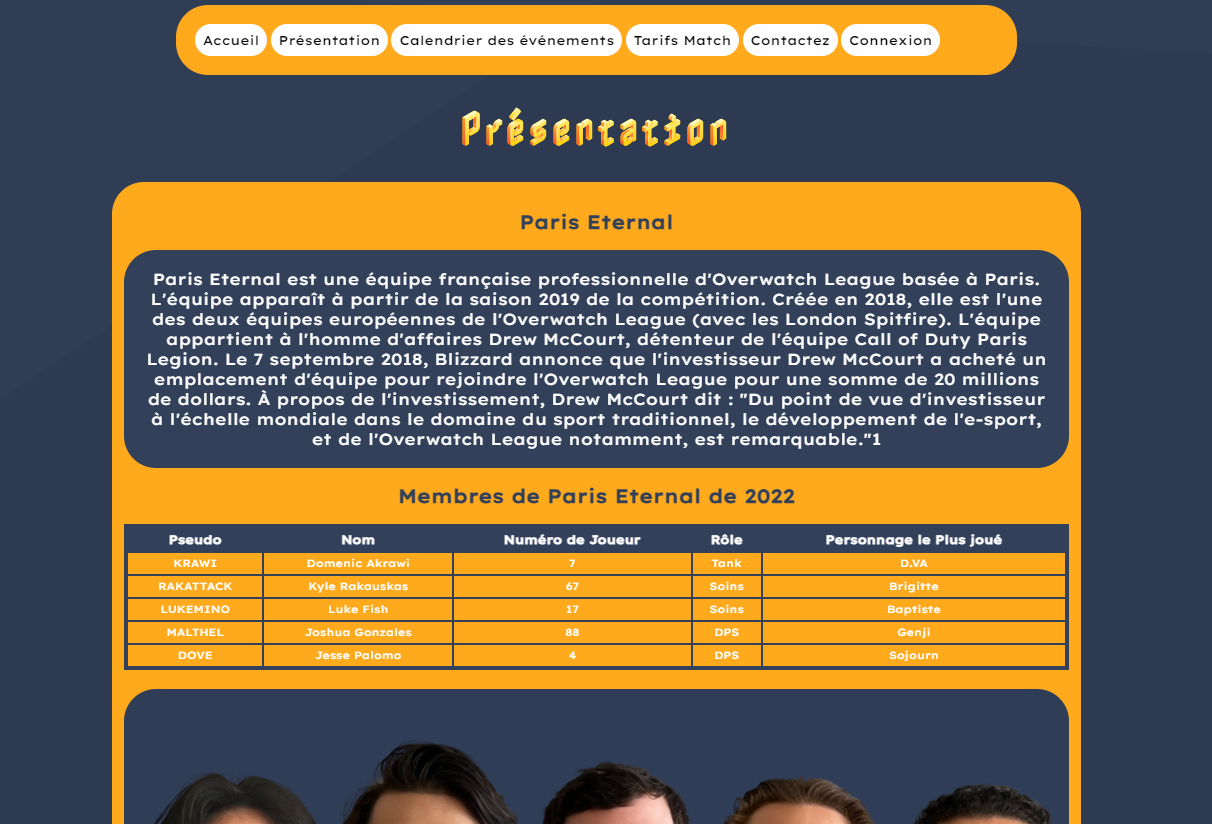 Accueil Présentation Calendrier des événements Tarifs Match Contactez Connexion
Présentation
Paris Eternal
Paris Eternal est une équipe française professionnelle d'Overwatch League basée à Paris.
L'équipe apparaît à partir de la saison 2019 de la compétition. Créée en 2018, elle est l'une
des deux équipes européennes de l'Overwatch League (avec les London Spitfire). L'équipe
appartient à l'homme d'affaires Drew McCourt, détenteur de l'équipe Call of Duty Paris
Legion. Le 7 septembre 2018, Blizzard annonce que l'investisseur Drew McCourt a acheté un
emplacement d'équipe pour rejoindre l'Overwatch League pour une somme de 20 millions
de dollars. À propos de l'investissement, Drew McCourt dit : "Du point de vue d'investisseur
à l'échelle mondiale dans le domaine du sport traditionnel, le développement de l'e-sport,
et de l'Overwatch League notamment, est remarquable."1
Membres de Paris Eternal de 2022
Pseudo Nom Numéro de Joueur Rôle Personnage le Plus joué
KRAWI Domenic Akrawi 7 Tank D.VA
RAKATTACK Kyle Rakauskas 67 Soins Brigitte
LUKEMINO Luke Fish 17 Soins Baptiste
MALTHEL Joshua Gonzales 88 DPS Genji
DOVE Jesse Palomo 4 DPS Sojourn